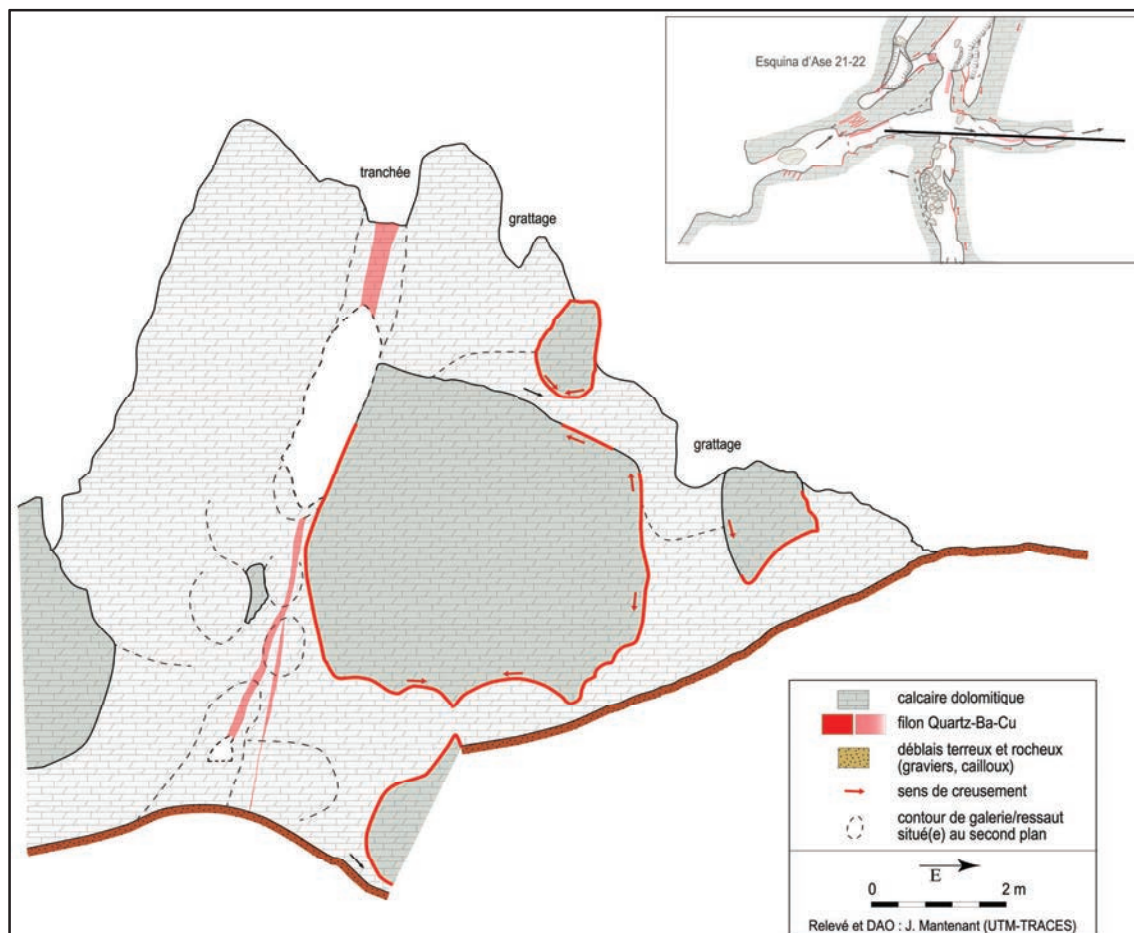 Esquina d'Ase 21-22
tranchée
grattage
grattage
calcaire dolomitique
filon Quartz-Ba-Cu
déblais terreux et rocheux
(graviers, cailloux)
sens de creusement
contour de galerie/ressaut
situé(e) au second plan
E
0 2 m
Relevé et DAO : J. Mantenant (UTM-TRACES)